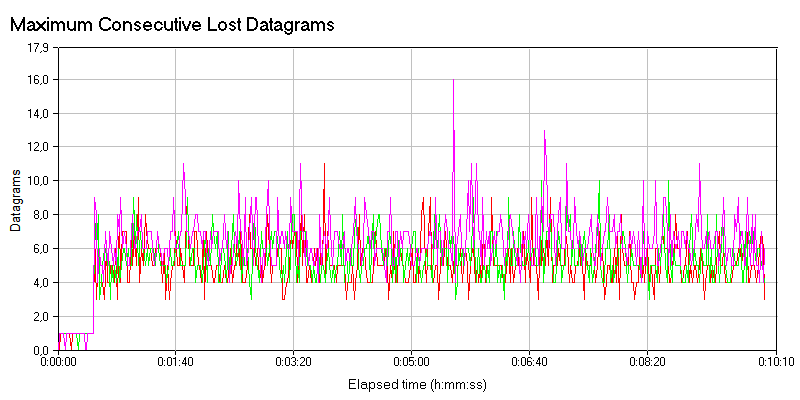 Maximum Consecutive Lost Datagrams
17,9
16,0
14,0
12,0
10,0
8,0
6,0
4,0
2,0
0,0
Datagrams
0:00:00 0:01:40 0:03:20 0:05:00 0:06:40 0:08:20 0:10:10
Elapsed time (h:mm:ss)